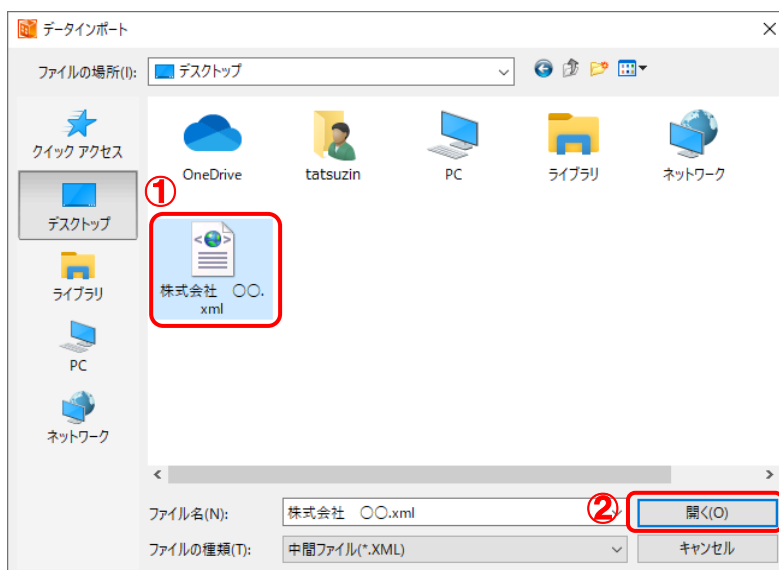 データインポート
ファイルの場所(I): デスクトップ
クイック アクセス
デスクトップ
ライブラリ
PC
ネットワーク
OneDrive tatsuzin PC ライブラリ ネットワーク
①
株式会社　〇〇.
xml
ファイル名(N): 株式会社　〇〇.xml ② 開く(O)
ファイルの種類(T): 中間ファイル(*.XML) キャンセル